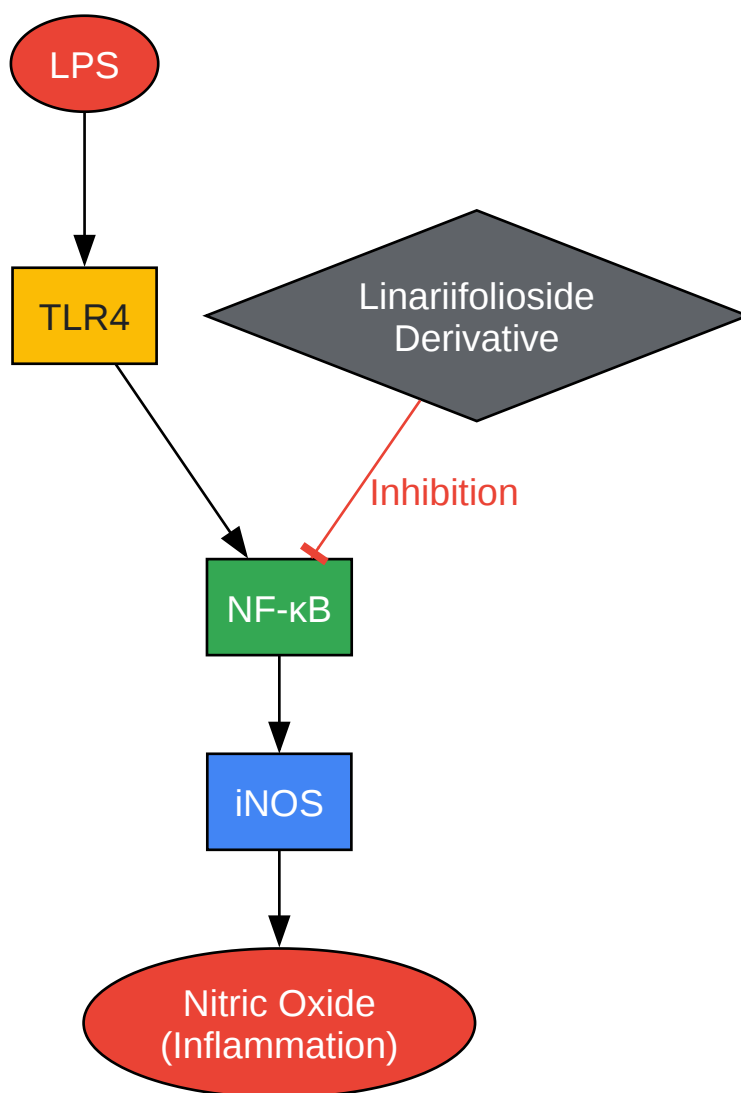 LPS
TLR4
Linariifolioside
Derivative
Inhibition
NF-κB
iNOS
Nitric Oxide
(Inflammation)